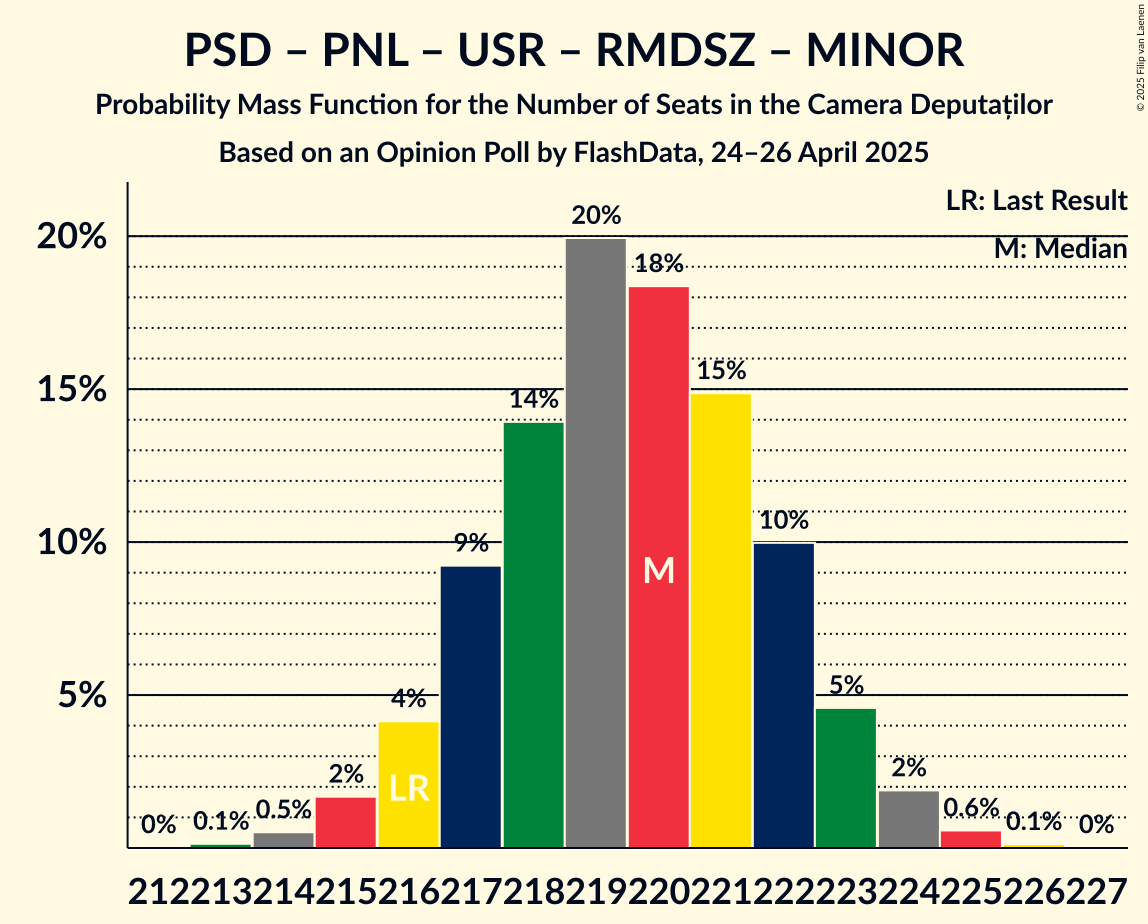 PSD – PNL – USR – RMDSZ – MINOR
Probability Mass Function for the Number of Seats in the Camera Deputaților
Based on an Opinion Poll by FlashData, 24–26 April 2025
© 2025 Filip van Laenen
LR: Last Result
M: Median
20%
15%
10%
5%
0%
0.1%
0.5%
2%
4%
9%
14%
20%
18%
15%
10%
5%
2%
0.6%
0.1%
0%
LR
M
212 213 214 215 216 217 218 219 220 221 222 223 224 225 226 227